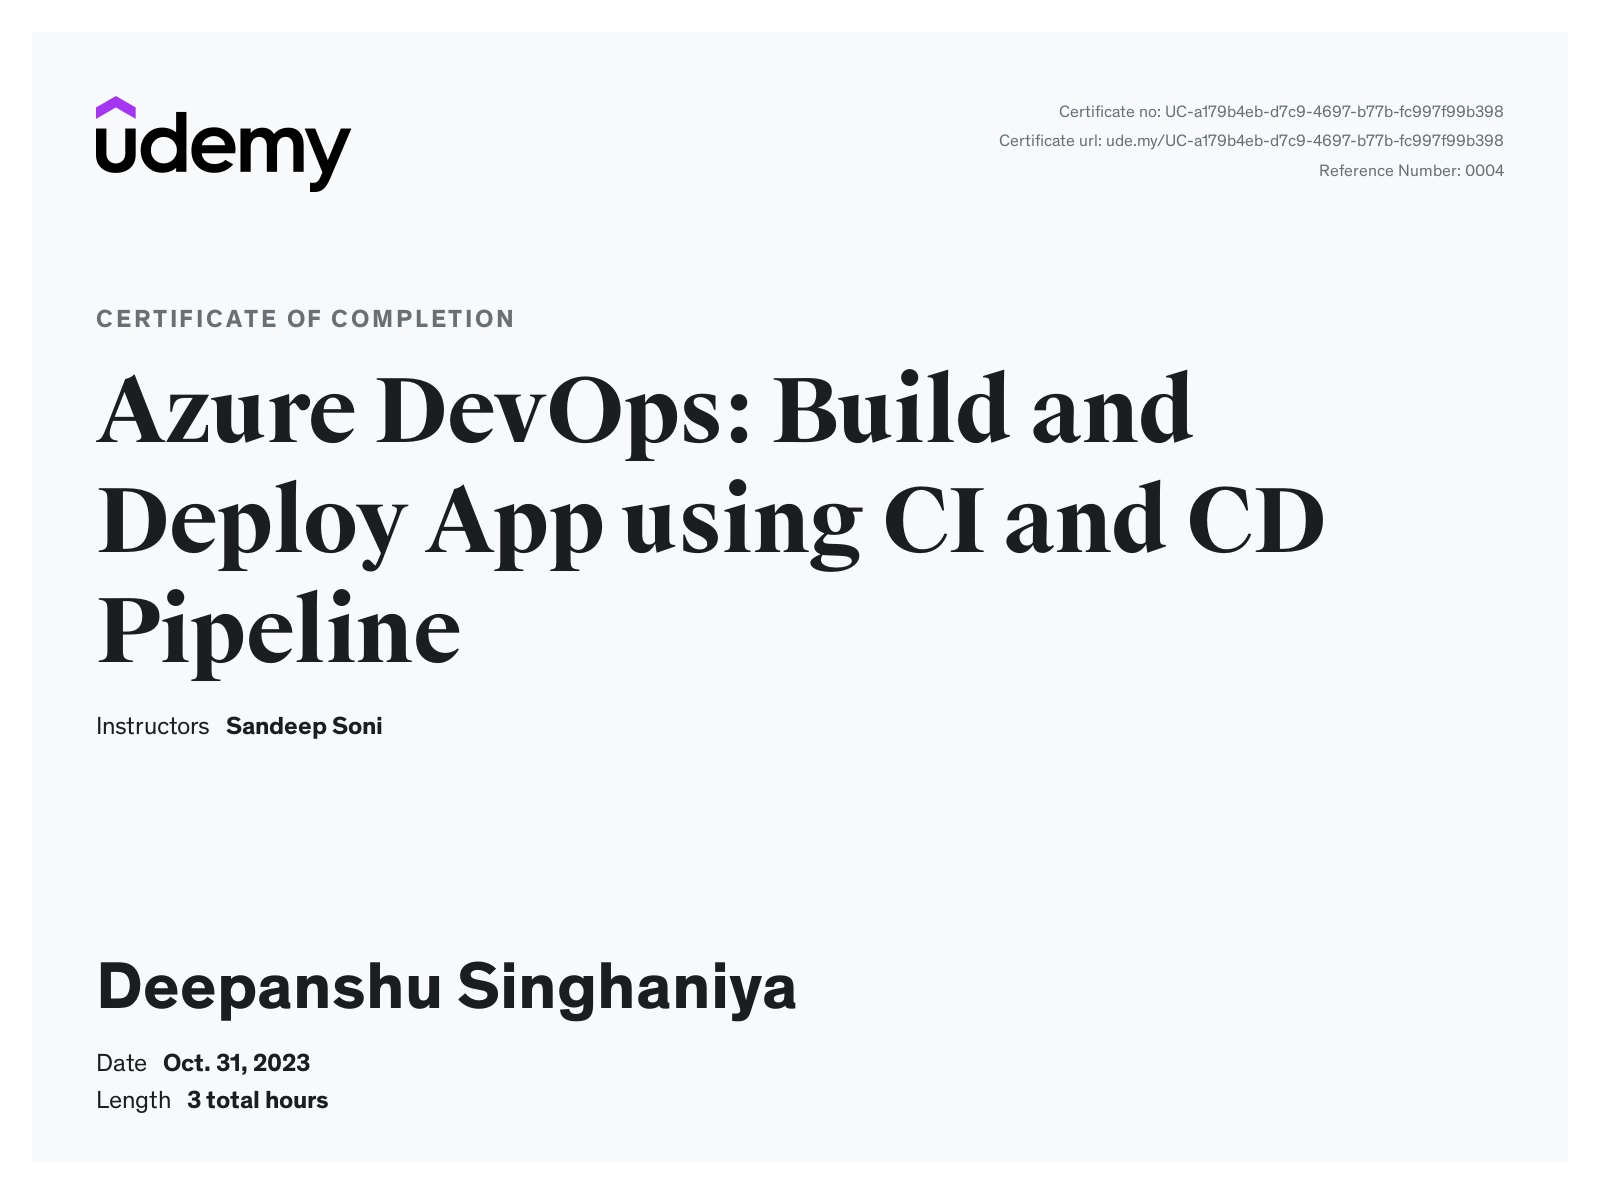 udemy
Certificate no: UC-a179b4eb-d7c9-4697-b77b-fc997f99b398
Certificate url: ude.my/UC-a179b4eb-d7c9-4697-b77b-fc997f99b398
Reference Number: 0004
CERTIFICATE OF COMPLETION
Azure DevOps: Build and
Deploy App using CI and CD
Pipeline
Instructors Sandeep Soni
Deepanshu Singhaniya
Date Oct. 31, 2023
Length 3 total hours